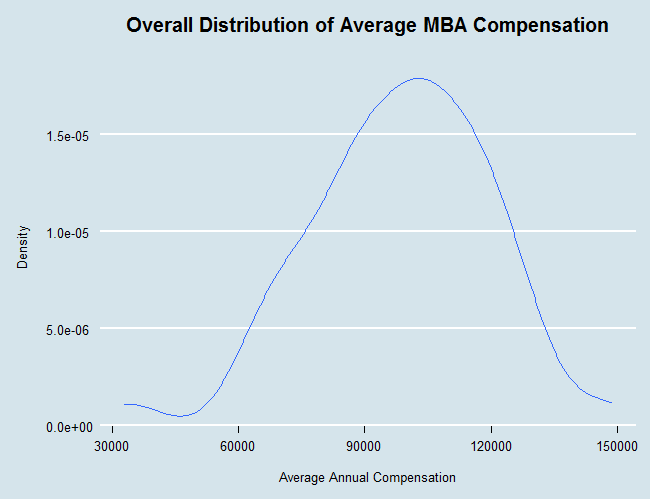 Overall Distribution of Average MBA Compensation
1.5e-05
1.0e-05
5.0e-06
0.0e+00
Density
30000 60000 90000 120000 150000
Average Annual Compensation